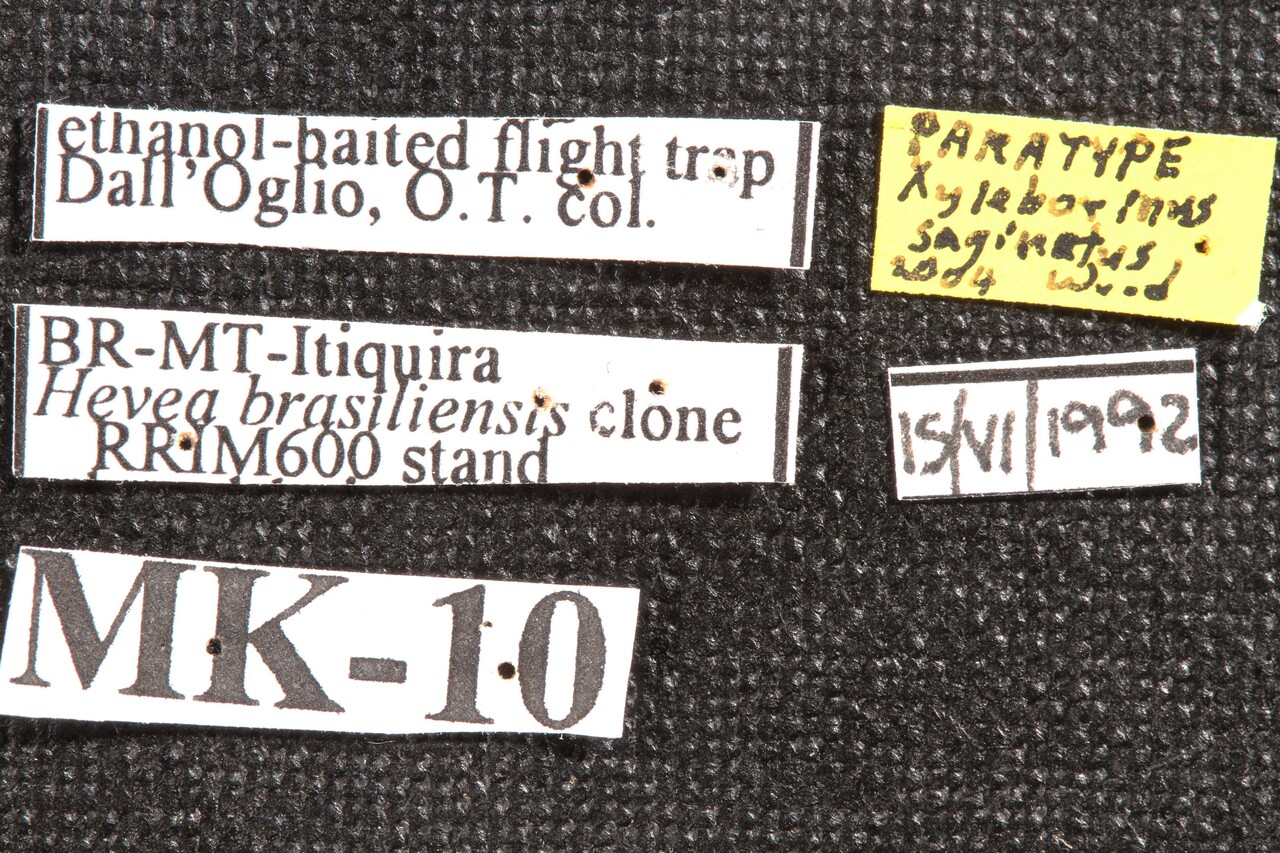 ethanol-baited flight trap
Dall'Oglio, O.T. col.
PARATYPE
Xyleborinus
saginatus
2004 Wood
BR-MT-Itiquira
Hevea brasiliensis clone
RRIM600 stand
15/VI/1992
MK-10